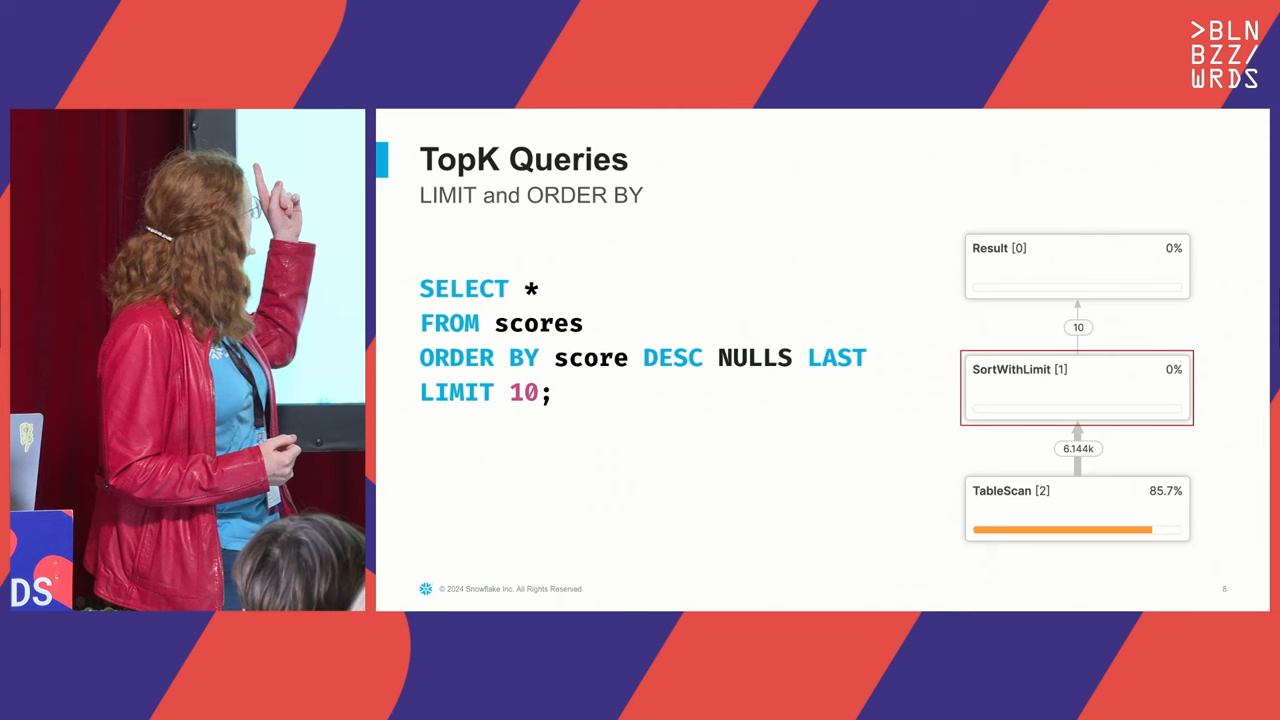 >BLN
BZZ/
WRDS
TopK Queries
LIMIT and ORDER BY
SELECT *
FROM scores
ORDER BY score DESC NULLS LAST
LIMIT 10;
Result [0] 0%
10
SortWithLimit [1] 0%
6.144k
TableScan [2] 85.7%
© 2024 Snowflake Inc. All Rights Reserved
8
DS